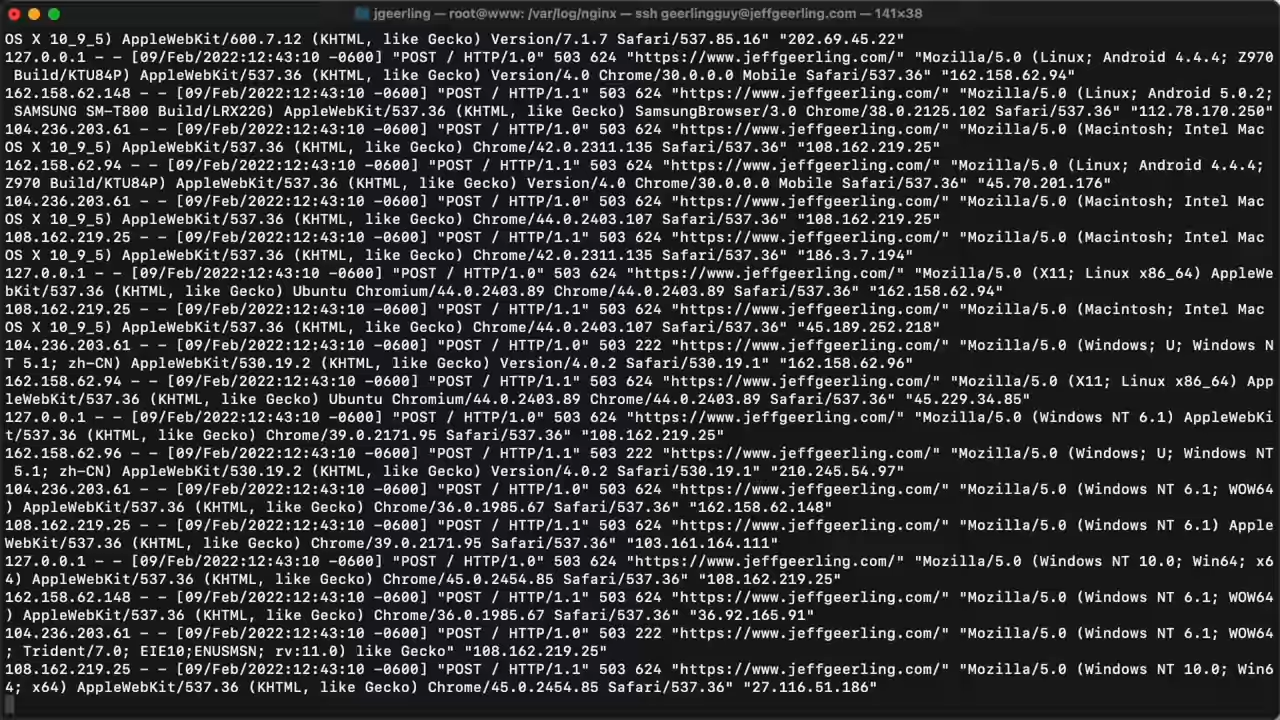 jgeerling — root@www: /var/log/nginx — ssh geerlingguy@jeffgeerling.com — 141×38
OS X 10_9_5) AppleWebKit/600.7.12 (KHTML, like Gecko) Version/7.1.7 Safari/537.85.16" "202.69.45.22"
127.0.0.1 - - [09/Feb/2022:12:43:10 -0600] "POST / HTTP/1.0" 503 624 "https://www.jeffgeerling.com/" "Mozilla/5.0 (Linux; Android 4.4.4; Z970
Build/KTU84P) AppleWebKit/537.36 (KHTML, like Gecko) Version/4.0 Chrome/30.0.0.0 Mobile Safari/537.36" "162.158.62.94"
162.158.62.148 - - [09/Feb/2022:12:43:10 -0600] "POST / HTTP/1.1" 503 624 "https://www.jeffgeerling.com/" "Mozilla/5.0 (Linux; Android 5.0.2;
SAMSUNG SM-T800 Build/LRX22G) AppleWebKit/537.36 (KHTML, like Gecko) SamsungBrowser/3.0 Chrome/38.0.2125.102 Safari/537.36" "112.78.170.250"
104.236.203.61 - - [09/Feb/2022:12:43:10 -0600] "POST / HTTP/1.0" 503 624 "https://www.jeffgeerling.com/" "Mozilla/5.0 (Macintosh; Intel Mac
OS X 10_9_5) AppleWebKit/537.36 (KHTML, like Gecko) Chrome/42.0.2311.135 Safari/537.36" "108.162.219.25"
162.158.62.94 - - [09/Feb/2022:12:43:10 -0600] "POST / HTTP/1.1" 503 624 "https://www.jeffgeerling.com/" "Mozilla/5.0 (Linux; Android 4.4.4;
Z970 Build/KTU84P) AppleWebKit/537.36 (KHTML, like Gecko) Version/4.0 Chrome/30.0.0.0 Mobile Safari/537.36" "45.70.201.176"
104.236.203.61 - - [09/Feb/2022:12:43:10 -0600] "POST / HTTP/1.0" 503 624 "https://www.jeffgeerling.com/" "Mozilla/5.0 (Macintosh; Intel Mac
OS X 10_9_5) AppleWebKit/537.36 (KHTML, like Gecko) Chrome/44.0.2403.107 Safari/537.36" "108.162.219.25"
108.162.219.25 - - [09/Feb/2022:12:43:10 -0600] "POST / HTTP/1.1" 503 624 "https://www.jeffgeerling.com/" "Mozilla/5.0 (Macintosh; Intel Mac
OS X 10_9_5) AppleWebKit/537.36 (KHTML, like Gecko) Chrome/42.0.2311.135 Safari/537.36" "186.3.7.194"
127.0.0.1 - - [09/Feb/2022:12:43:10 -0600] "POST / HTTP/1.0" 503 624 "https://www.jeffgeerling.com/" "Mozilla/5.0 (X11; Linux x86_64) AppleWe
bKit/537.36 (KHTML, like Gecko) Ubuntu Chromium/44.0.2403.89 Chrome/44.0.2403.89 Safari/537.36" "162.158.62.94"
108.162.219.25 - - [09/Feb/2022:12:43:10 -0600] "POST / HTTP/1.1" 503 624 "https://www.jeffgeerling.com/" "Mozilla/5.0 (Macintosh; Intel Mac
OS X 10_9_5) AppleWebKit/537.36 (KHTML, like Gecko) Chrome/44.0.2403.107 Safari/537.36" "45.189.252.218"
104.236.203.61 - - [09/Feb/2022:12:43:10 -0600] "POST / HTTP/1.0" 503 222 "https://www.jeffgeerling.com/" "Mozilla/5.0 (Windows; U; Windows N
T 5.1; zh-CN) AppleWebKit/530.19.2 (KHTML, like Gecko) Version/4.0.2 Safari/530.19.1" "162.158.62.96"
162.158.62.94 - - [09/Feb/2022:12:43:10 -0600] "POST / HTTP/1.1" 503 624 "https://www.jeffgeerling.com/" "Mozilla/5.0 (X11; Linux x86_64) App
leWebKit/537.36 (KHTML, like Gecko) Ubuntu Chromium/44.0.2403.89 Chrome/44.0.2403.89 Safari/537.36" "45.229.34.85"
127.0.0.1 - - [09/Feb/2022:12:43:10 -0600] "POST / HTTP/1.0" 503 624 "https://www.jeffgeerling.com/" "Mozilla/5.0 (Windows NT 6.1) AppleWebKi
t/537.36 (KHTML, like Gecko) Chrome/39.0.2171.95 Safari/537.36" "108.162.219.25"
162.158.62.96 - - [09/Feb/2022:12:43:10 -0600] "POST / HTTP/1.1" 503 222 "https://www.jeffgeerling.com/" "Mozilla/5.0 (Windows; U; Windows NT
5.1; zh-CN) AppleWebKit/530.19.2 (KHTML, like Gecko) Version/4.0.2 Safari/530.19.1" "210.245.54.97"
104.236.203.61 - - [09/Feb/2022:12:43:10 -0600] "POST / HTTP/1.0" 503 624 "https://www.jeffgeerling.com/" "Mozilla/5.0 (Windows NT 6.1; WOW64
) AppleWebKit/537.36 (KHTML, like Gecko) Chrome/36.0.1985.67 Safari/537.36" "162.158.62.148"
108.162.219.25 - - [09/Feb/2022:12:43:10 -0600] "POST / HTTP/1.1" 503 624 "https://www.jeffgeerling.com/" "Mozilla/5.0 (Windows NT 6.1) Apple
WebKit/537.36 (KHTML, like Gecko) Chrome/39.0.2171.95 Safari/537.36" "103.161.164.111"
127.0.0.1 - - [09/Feb/2022:12:43:10 -0600] "POST / HTTP/1.0" 503 624 "https://www.jeffgeerling.com/" "Mozilla/5.0 (Windows NT 10.0; Win64; x6
4) AppleWebKit/537.36 (KHTML, like Gecko) Chrome/45.0.2454.85 Safari/537.36" "108.162.219.25"
162.158.62.148 - - [09/Feb/2022:12:43:10 -0600] "POST / HTTP/1.1" 503 624 "https://www.jeffgeerling.com/" "Mozilla/5.0 (Windows NT 6.1; WOW64
) AppleWebKit/537.36 (KHTML, like Gecko) Chrome/36.0.1985.67 Safari/537.36" "36.92.165.91"
104.236.203.61 - - [09/Feb/2022:12:43:10 -0600] "POST / HTTP/1.0" 503 222 "https://www.jeffgeerling.com/" "Mozilla/5.0 (Windows NT 6.1; WOW64
; Trident/7.0; EIE10;ENUSMSN; rv:11.0) like Gecko" "108.162.219.25"
108.162.219.25 - - [09/Feb/2022:12:43:10 -0600] "POST / HTTP/1.1" 503 624 "https://www.jeffgeerling.com/" "Mozilla/5.0 (Windows NT 10.0; Win6
4; x64) AppleWebKit/537.36 (KHTML, like Gecko) Chrome/45.0.2454.85 Safari/537.36" "27.116.51.186"